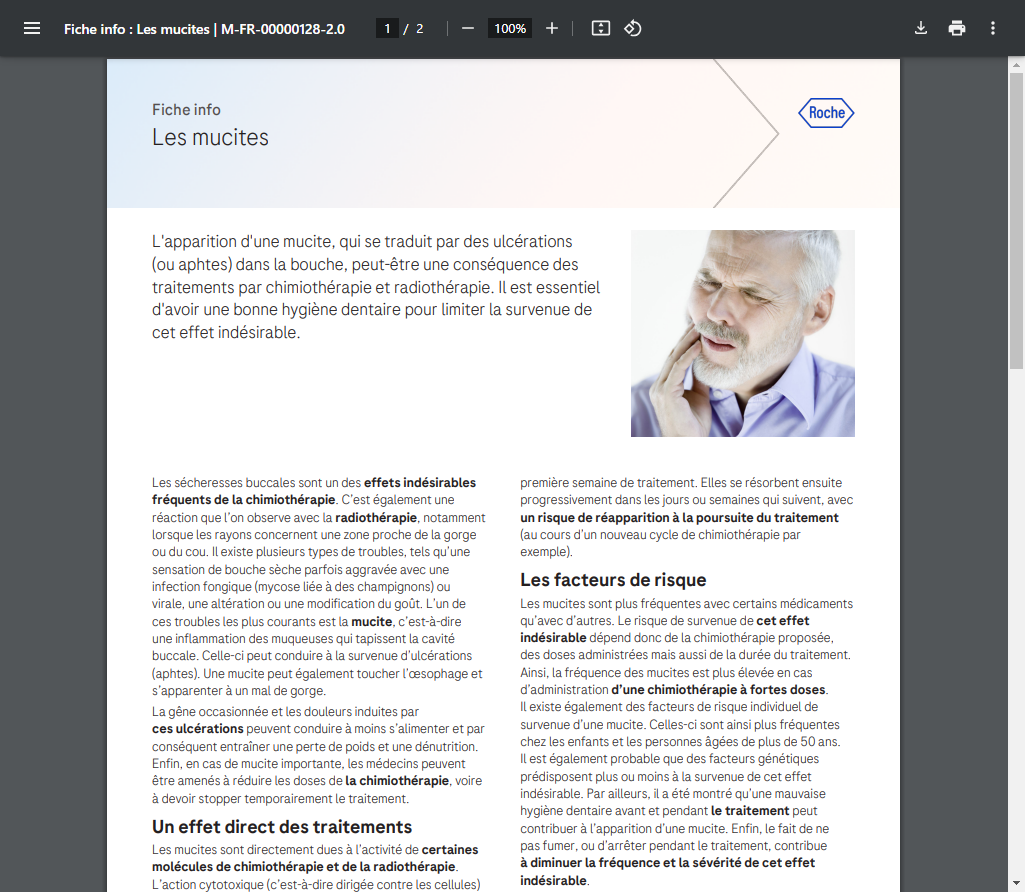 Fiche info : Les mucites | M-FR-00000128-2.0
1 / 2
100%
Fiche info
Les mucites
Roche
L'apparition d'une mucite, qui se traduit par des ulcérations
(ou aphtes) dans la bouche, peut-être une conséquence des
traitements par chimiothérapie et radiothérapie. Il est essentiel
d'avoir une bonne hygiène dentaire pour limiter la survenue de
cet effet indésirable.
Les sécheresses buccales sont un des effets indésirables
fréquents de la chimiothérapie. C'est également une
réaction que l'on observe avec la radiothérapie, notamment
lorsque les rayons concernent une zone proche de la gorge
ou du cou. Il existe plusieurs types de troubles, tels qu'une
sensation de bouche sèche parfois aggravée avec une
infection fongique (mycose liée à des champignons) ou
virale, une altération ou une modification du goût. L'un de
ces troubles les plus courants est la mucite, c'est-à-dire
une inflammation des muqueuses qui tapissent la cavité
buccale. Celle-ci peut conduire à la survenue d'ulcérations
(aphtes). Une mucite peut également toucher l'œsophage et
s'apparenter à un mal de gorge.
La gêne occasionnée et les douleurs induites par
ces ulcérations peuvent conduire à moins s'alimenter et par
conséquent entraîner une perte de poids et une dénutrition.
Enfin, en cas de mucite importante, les médecins peuvent
être amenés à réduire les doses de la chimiothérapie, voire
à devoir stopper temporairement le traitement.
Un effet direct des traitements
Les mucites sont directement dues à l'activité de certaines
molécules de chimiothérapie et de la radiothérapie.
L'action cytotoxique (c'est-à-dire dirigée contre les cellules)
première semaine de traitement. Elles se résorbent ensuite
progressivement dans les jours ou semaines qui suivent, avec
un risque de réapparition à la poursuite du traitement
(au cours d'un nouveau cycle de chimiothérapie par
exemple).
Les facteurs de risque
Les mucites sont plus fréquentes avec certains médicaments
qu'avec d'autres. Le risque de survenue de cet effet
indésirable dépend donc de la chimiothérapie proposée,
des doses administrées mais aussi de la durée du traitement.
Ainsi, la fréquence des mucites est plus élevée en cas
d'administration d'une chimiothérapie à fortes doses.
Il existe également des facteurs de risque individuel de
survenue d'une mucite. Celles-ci sont ainsi plus fréquentes
chez les enfants et les personnes âgées de plus de 50 ans.
Il est également probable que des facteurs génétiques
prédisposent plus ou moins à la survenue de cet effet
indésirable. Par ailleurs, il a été montré qu'une mauvaise
hygiène dentaire avant et pendant le traitement peut
contribuer à l'apparition d'une mucite. Enfin, le fait de ne
pas fumer, ou d'arrêter pendant le traitement, contribue
à diminuer la fréquence et la sévérité de cet effet
indésirable.